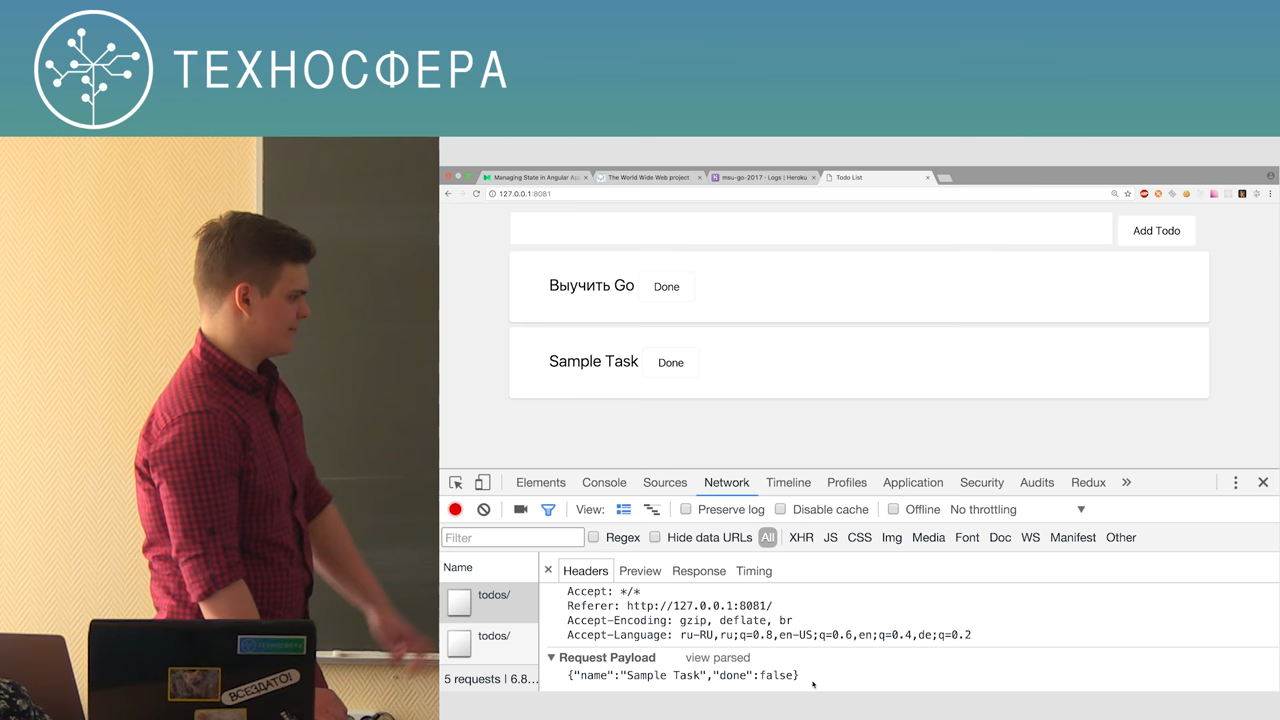 ТЕХНОСФЕРА
Managing State in Angular Ap
The World Wide Web project
msu-go-2017 · Logs | Heroku
Todo List
127.0.0.1:8081
Add Todo
Выучить Go Done
Sample Task Done
Elements Console Sources Network Timeline Profiles Application Security Audits Redux »
View: Preserve log Disable cache Offline No throttling
Filter Regex Hide data URLs All XHR JS CSS Img Media Font Doc WS Manifest Other
Name
Headers Preview Response Timing
todos/
todos/
5 requests | 6.8...
Accept: */*
Referer: http://127.0.0.1:8081/
Accept-Encoding: gzip, deflate, br
Accept-Language: ru-RU,ru;q=0.8,en-US;q=0.6,en;q=0.4,de;q=0.2
Request Payload view parsed
{"name":"Sample Task","done":false}
ТЕХНОСФЕРА
ВСЕЗДАТО!